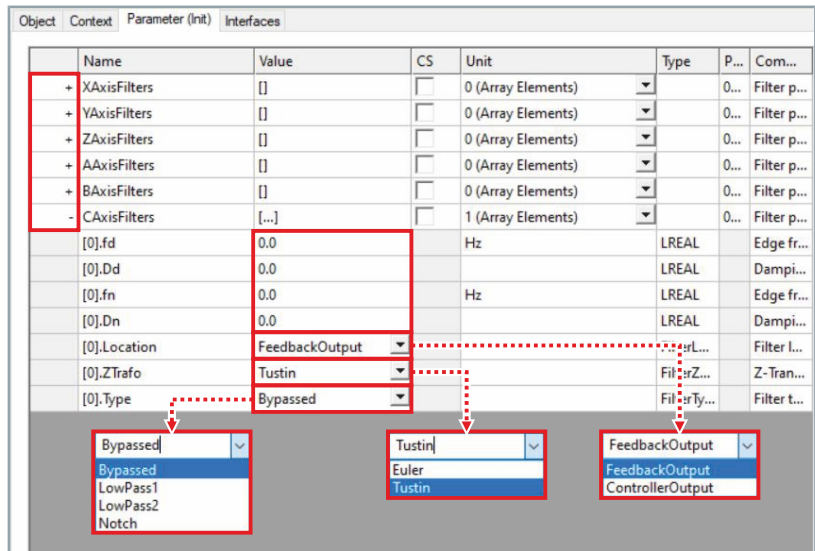 Object Context Parameter (Init) Interfaces
Name Value CS Unit Type P... Com...
+ XAxisFilters [] 0 (Array Elements) 0... Filter p...
+ YAxisFilters [] 0 (Array Elements) 0... Filter p...
+ ZAxisFilters [] 0 (Array Elements) 0... Filter p...
+ AAxisFilters [] 0 (Array Elements) 0... Filter p...
+ BAxisFilters [] 0 (Array Elements) 0... Filter p...
- CAxisFilters [...] 1 (Array Elements) 0... Filter p...
[0].fd 0.0 Hz LREAL Edge fr...
[0].Dd 0.0 LREAL Dampi...
[0].fn 0.0 Hz LREAL Edge fr...
[0].Dn 0.0 LREAL Dampi...
[0].Location FeedbackOutput FilterL... Filter l...
[0].ZTrafo Tustin FilterZ... Z-Tran...
[0].Type Bypassed FilterTy... Filter t...
Bypassed Tustin FeedbackOutput
Bypassed Euler FeedbackOutput
LowPass1 Tustin ControllerOutput
LowPass2
Notch